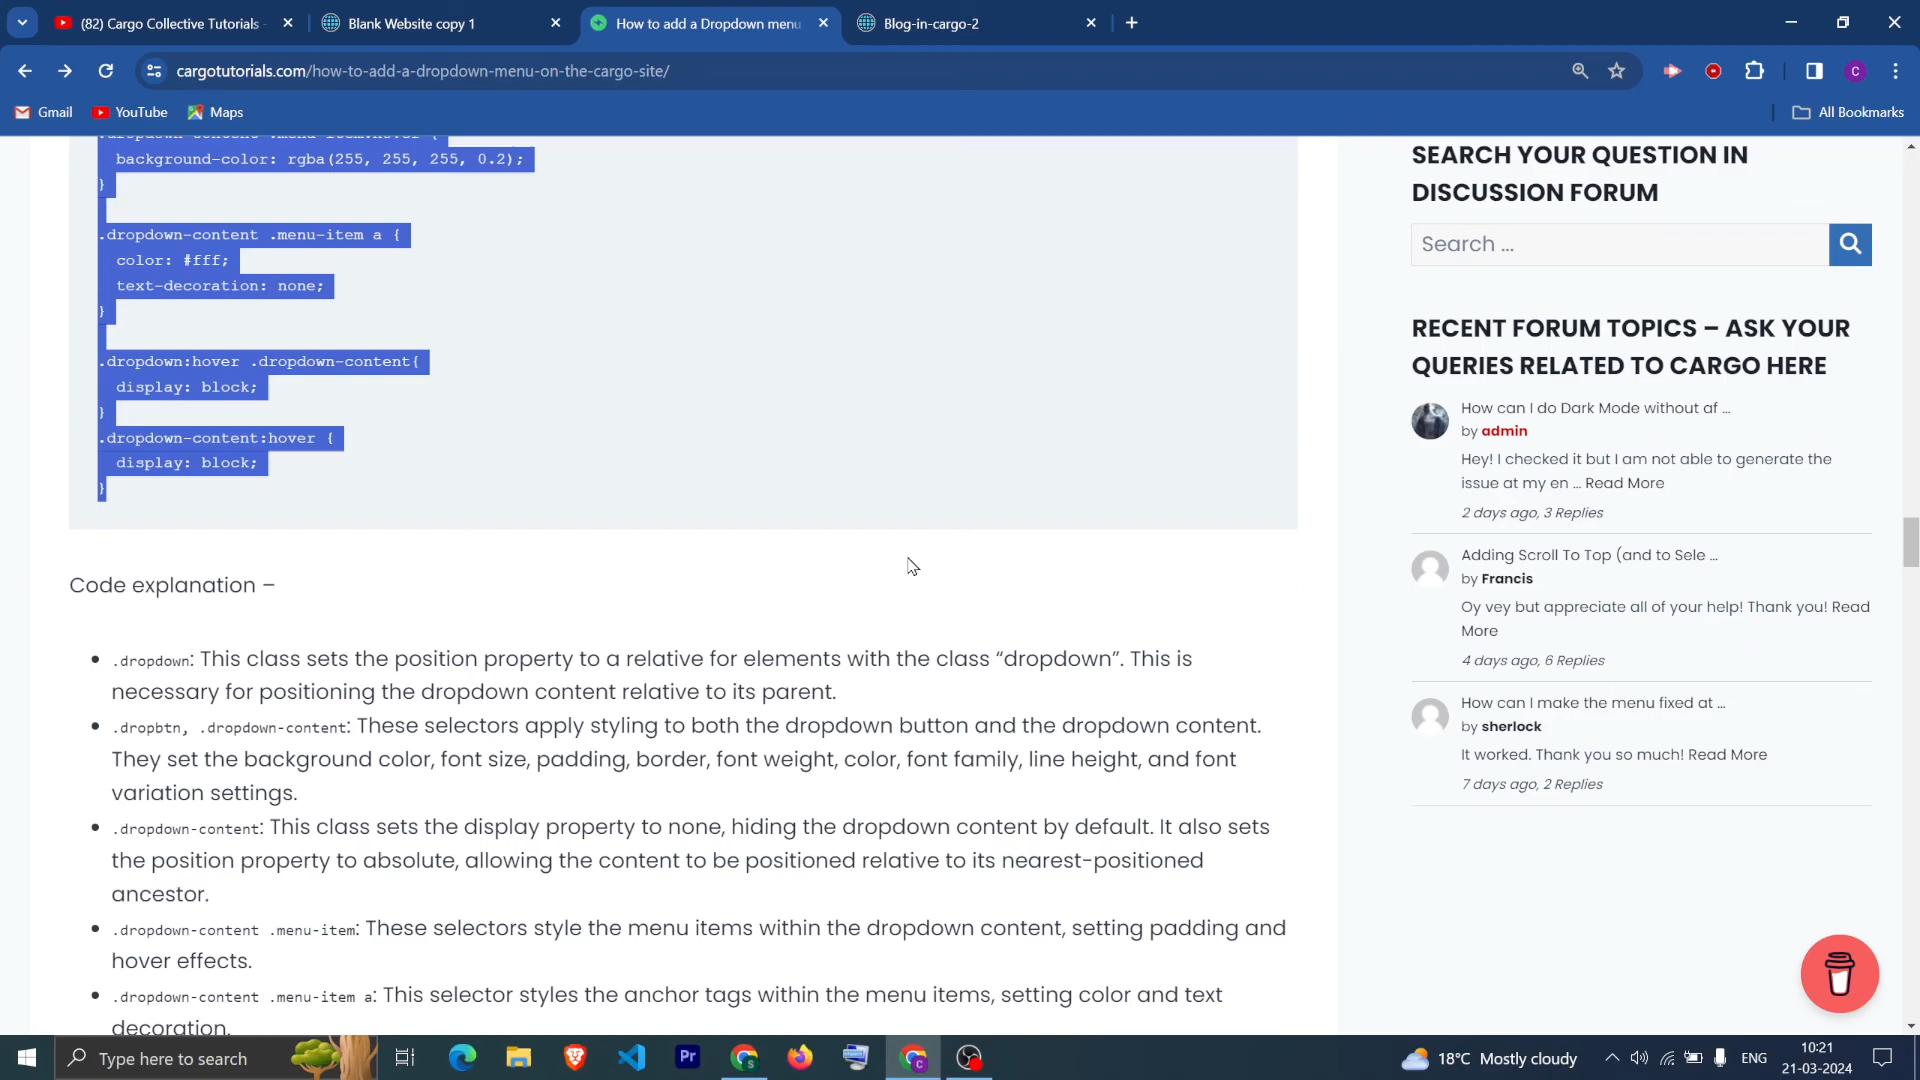 (82) Cargo Collective Tutorials -
Blank Website copy 1
How to add a Dropdown menu
Blog-in-cargo-2
cargotutorials.com/how-to-add-a-dropdown-menu-on-the-cargo-site/
C
Gmail
YouTube
Maps
All Bookmarks
.dropdown-content .menu-item:hover {
background-color: rgba(255, 255, 255, 0.2);
}
.dropdown-content .menu-item a {
color: #fff;
text-decoration: none;
}
.dropdown:hover .dropdown-content{
display: block;
}
.dropdown-content:hover {
display: block;
}
Code explanation –
.dropdown: This class sets the position property to a relative for elements with the class “dropdown”. This is
necessary for positioning the dropdown content relative to its parent.
.dropbtn, .dropdown-content: These selectors apply styling to both the dropdown button and the dropdown content.
They set the background color, font size, padding, border, font weight, color, font family, line height, and font
variation settings.
.dropdown-content: This class sets the display property to none, hiding the dropdown content by default. It also sets
the position property to absolute, allowing the content to be positioned relative to its nearest-positioned
ancestor.
.dropdown-content .menu-item: These selectors style the menu items within the dropdown content, setting padding and
hover effects.
.dropdown-content .menu-item a: This selector styles the anchor tags within the menu items, setting color and text
decoration.
SEARCH YOUR QUESTION IN
DISCUSSION FORUM
Search ...
RECENT FORUM TOPICS – ASK YOUR
QUERIES RELATED TO CARGO HERE
How can I do Dark Mode without af ...
by admin
Hey! I checked it but I am not able to generate the
issue at my en ... Read More
2 days ago, 3 Replies
Adding Scroll To Top (and to Sele ...
by Francis
Oy vey but appreciate all of your help! Thank you! Read
More
4 days ago, 6 Replies
How can I make the menu fixed at ...
by sherlock
It worked. Thank you so much! Read More
7 days ago, 2 Replies
Type here to search
Pr
18°C Mostly cloudy
ENG
10:21
21-03-2024